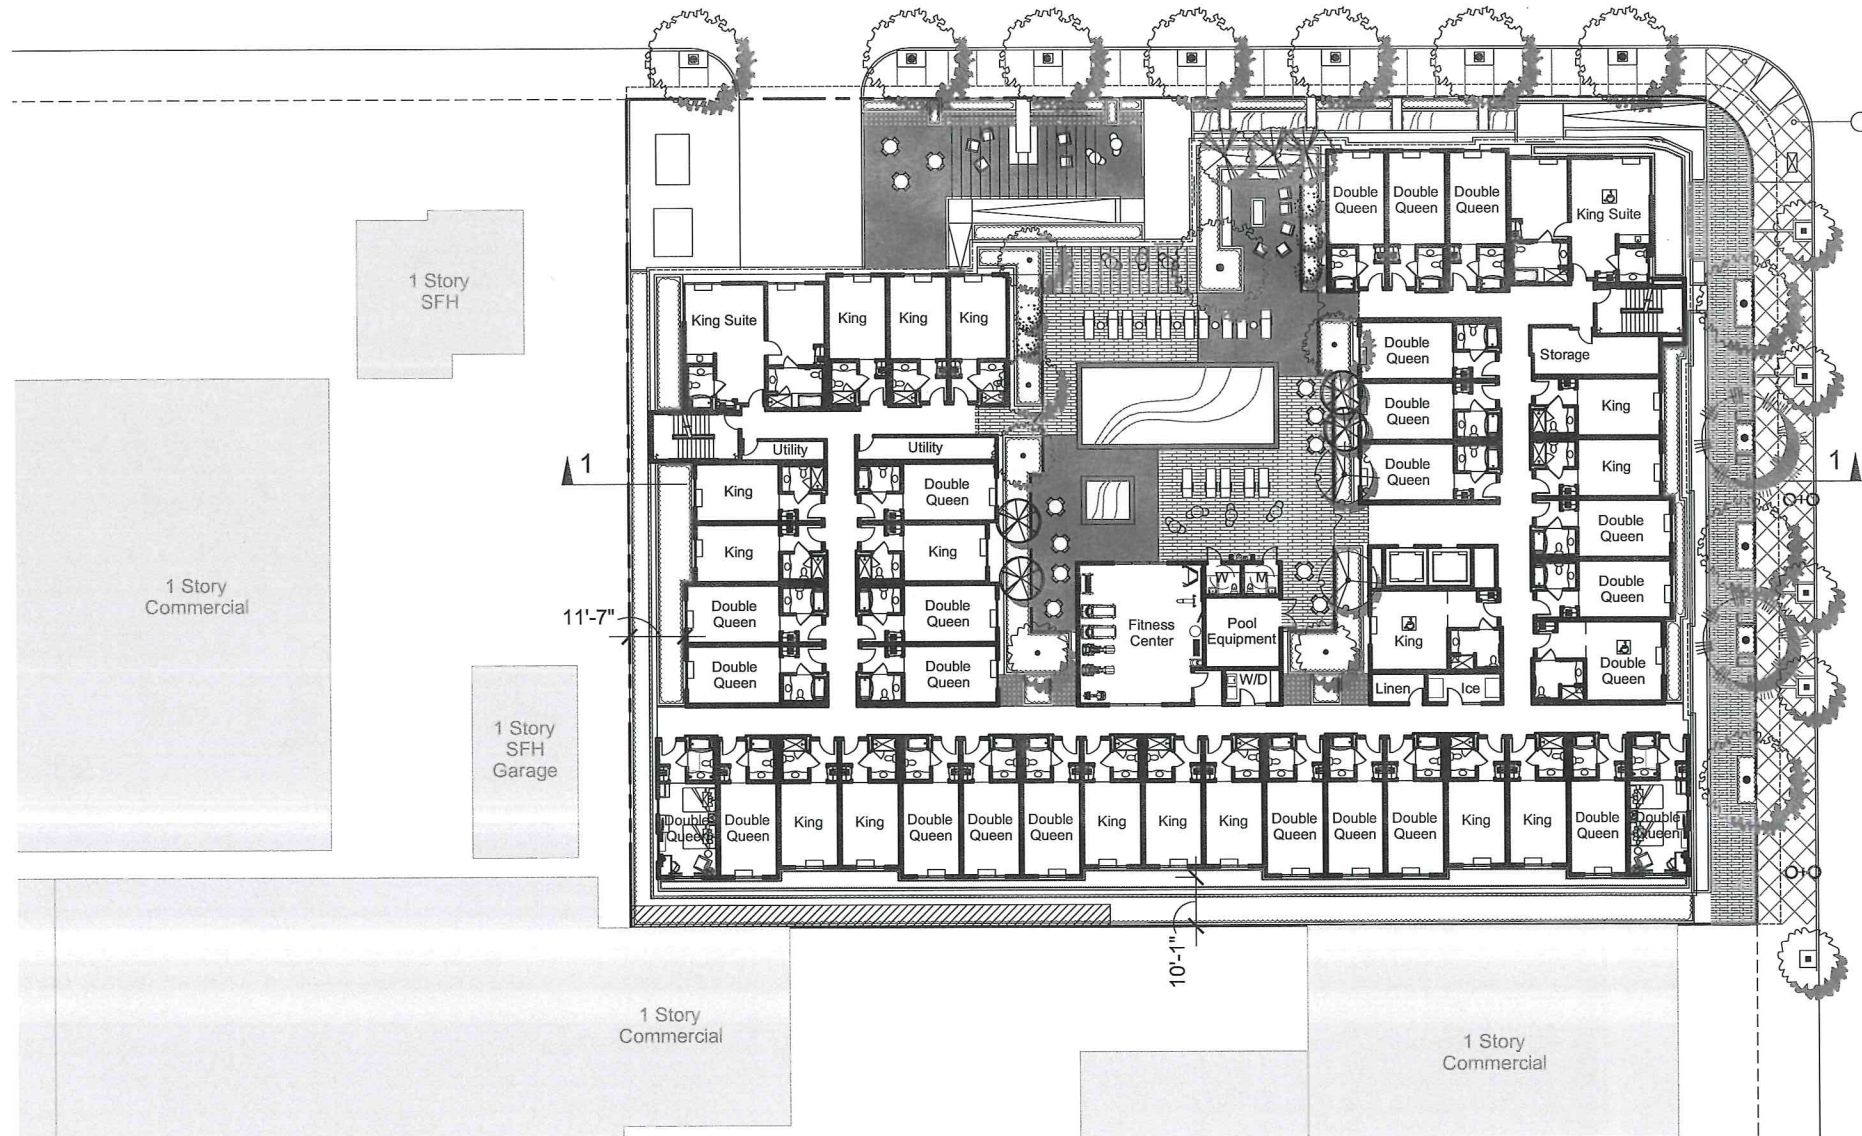 Double
Queen
Double
Queen
Double
Queen
King Suite
1 Story
SFH
King Suite
King
King
King
Double
Queen
Storage
Double
Queen
King
Utility
Utility
1
Double
Queen
King
1
King
Double
Queen
Double
Queen
King
King
1 Story
Commercial
W
M
Double
Queen
11'-7"
Double
Queen
Double
Queen
Fitness
Center
Pool
Equipment
King
Double
Queen
Double
Queen
Double
Queen
W/D
Linen
Ice
1 Story
SFH
Garage
Double
Queen
Double
Queen
King
King
Double
Queen
Double
Queen
Double
Queen
King
King
King
Double
Queen
Double
Queen
Double
Queen
King
King
Double
Queen
Double
Queen
10'-1"
1 Story
Commercial
1 Story
Commercial